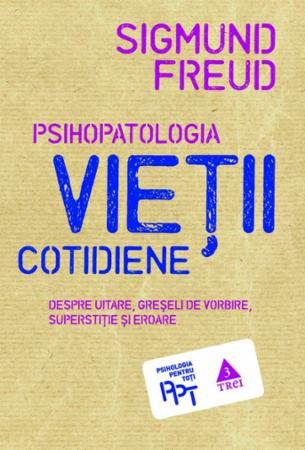 SIGMUND
FREUD
PSIHOPATOLOGIA
VIEȚII
COTIDIENE
DESPRE UITARE, GREȘELI DE VORBIRE,
SUPERSTIȚIE ȘI EROARE
PSIHOLOGIA
PENTRU
TOȚI
PPT
3
TREI